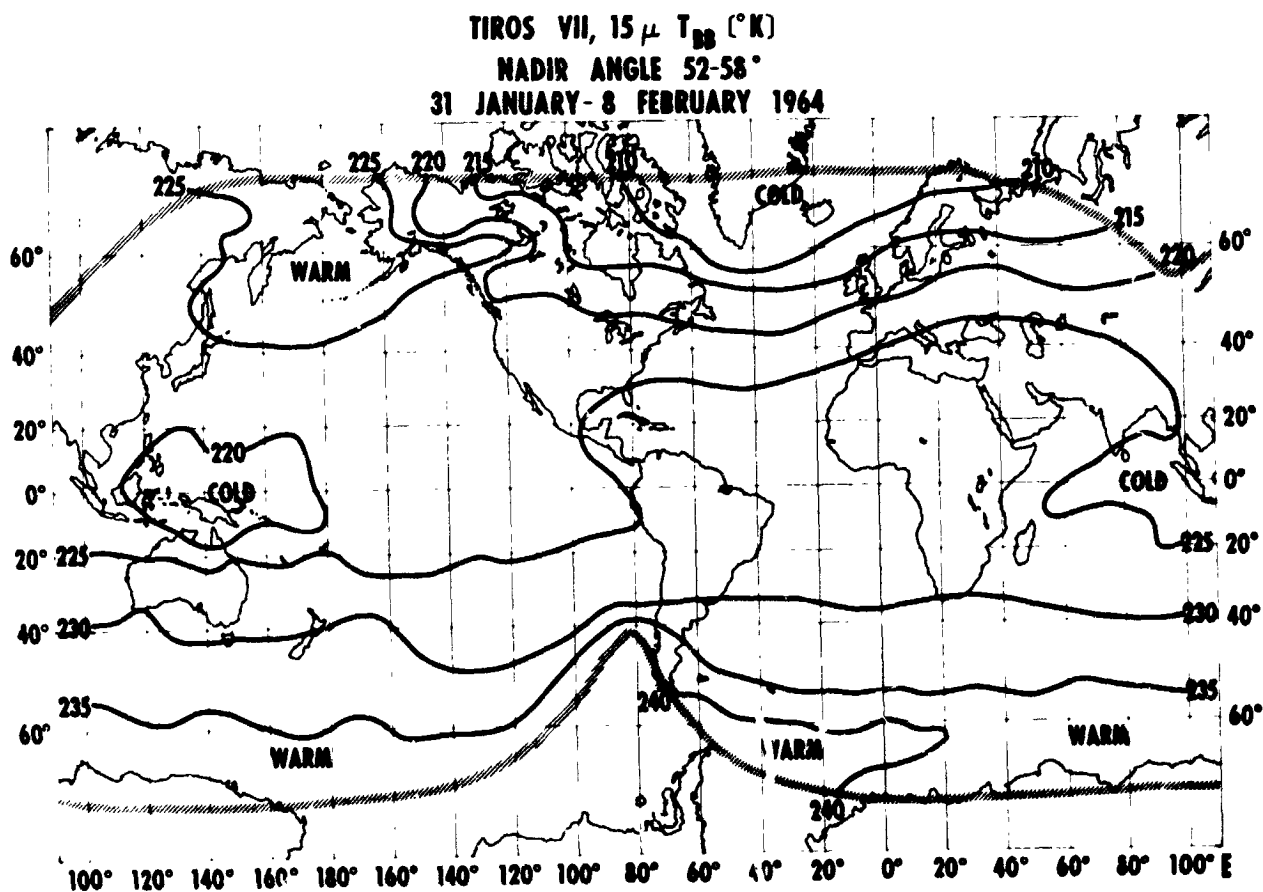 TIROS VII, 15 μ T_BB (°K)
NADIR ANGLE 52-58°
31 JANUARY- 8 FEBRUARY 1964
225 225 220 215 210 210
COLD
215
60° WARM 220 60°
40° 40°
20° 220 20°
0° COLD COLD 0°
20° 225 225 20°
40° 230 230 40°
235 240 235
60° WARM WARM WARM 60°
240
100° 120° 140° 160° 180° 160° 140° 120° 100° 80° 60° 40° 20° 0° 20° 40° 60° 80° 100° E